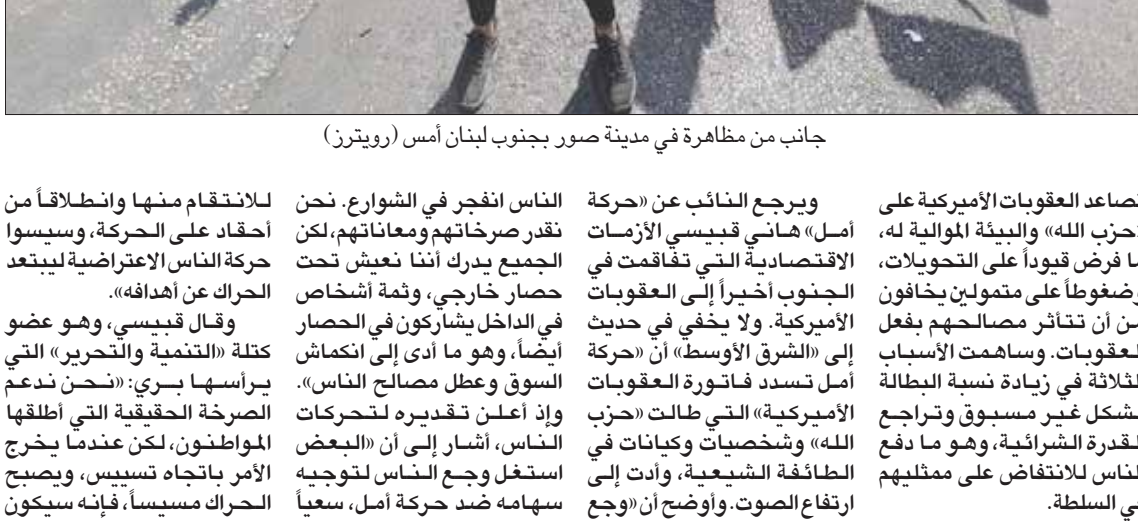 جانب من مظاهرة في مدينة صور بجنوب لبنان أمس (رويترز)
تصاعد العقوبات الأميركية على
«حزب الله» والبيئة الموالية له،
ما فرض قيوداً على التحويلات،
وضغوطاً على متمولين يخافون
من أن تتأثر مصالحهم بفعل
العقوبات. وساهمت الأسباب
الثلاثة في زيادة نسبة البطالة
بشكل غير مسبوق وتراجع
القدرة الشرائية، وهو ما دفع
الناس للانتفاض على ممثليهم
في السلطة.
ويرجع النائب عن «حركة
أمل» هاني قبيسي الأزمات
الاقتصادية التي تفاقمت في
الجنوب أخيراً إلى العقوبات
الأميركية. ولا يخفي في حديث
إلى «الشرق الأوسط» أن «حركة
أمل تسدد فاتورة العقوبات
الأميركية» التي طالت «حزب
الله» وشخصيات وكيانات في
الطائفة الشيعية، وأدت إلى
ارتفاع الصوت. وأوضح أن «وجع
الناس انفجر في الشوارع. نحن
نقدر صرخاتهم ومعاناتهم، لكن
الجميع يدرك أننا نعيش تحت
حصار خارجي، وثمة أشخاص
في الداخل يشاركون في الحصار
أيضاً، وهو ما أدى إلى انكماش
السوق وعطل مصالح الناس».
وإذ أعلن تقديره لتحركات
الناس، أشار إلى أن «البعض
استغل وجع الناس لتوجيه
سهامه ضد حركة أمل، سعياً
للانتقام منها وانطلاقاً من
أحقاد على الحركة، وسيسوا
حركة الناس الاعتراضية ليبتعد
الحراك عن أهدافه».
وقال قبيسي، وهو عضو
كتلة «التنمية والتحرير» التي
يرأسها بري: «نحن ندعم
الصرخة الحقيقية التي أطلقها
المواطنون، لكن عندما يخرج
الأمر باتجاه تسييس، ويصبح
الحراك مسيساً، فإنه سيكون